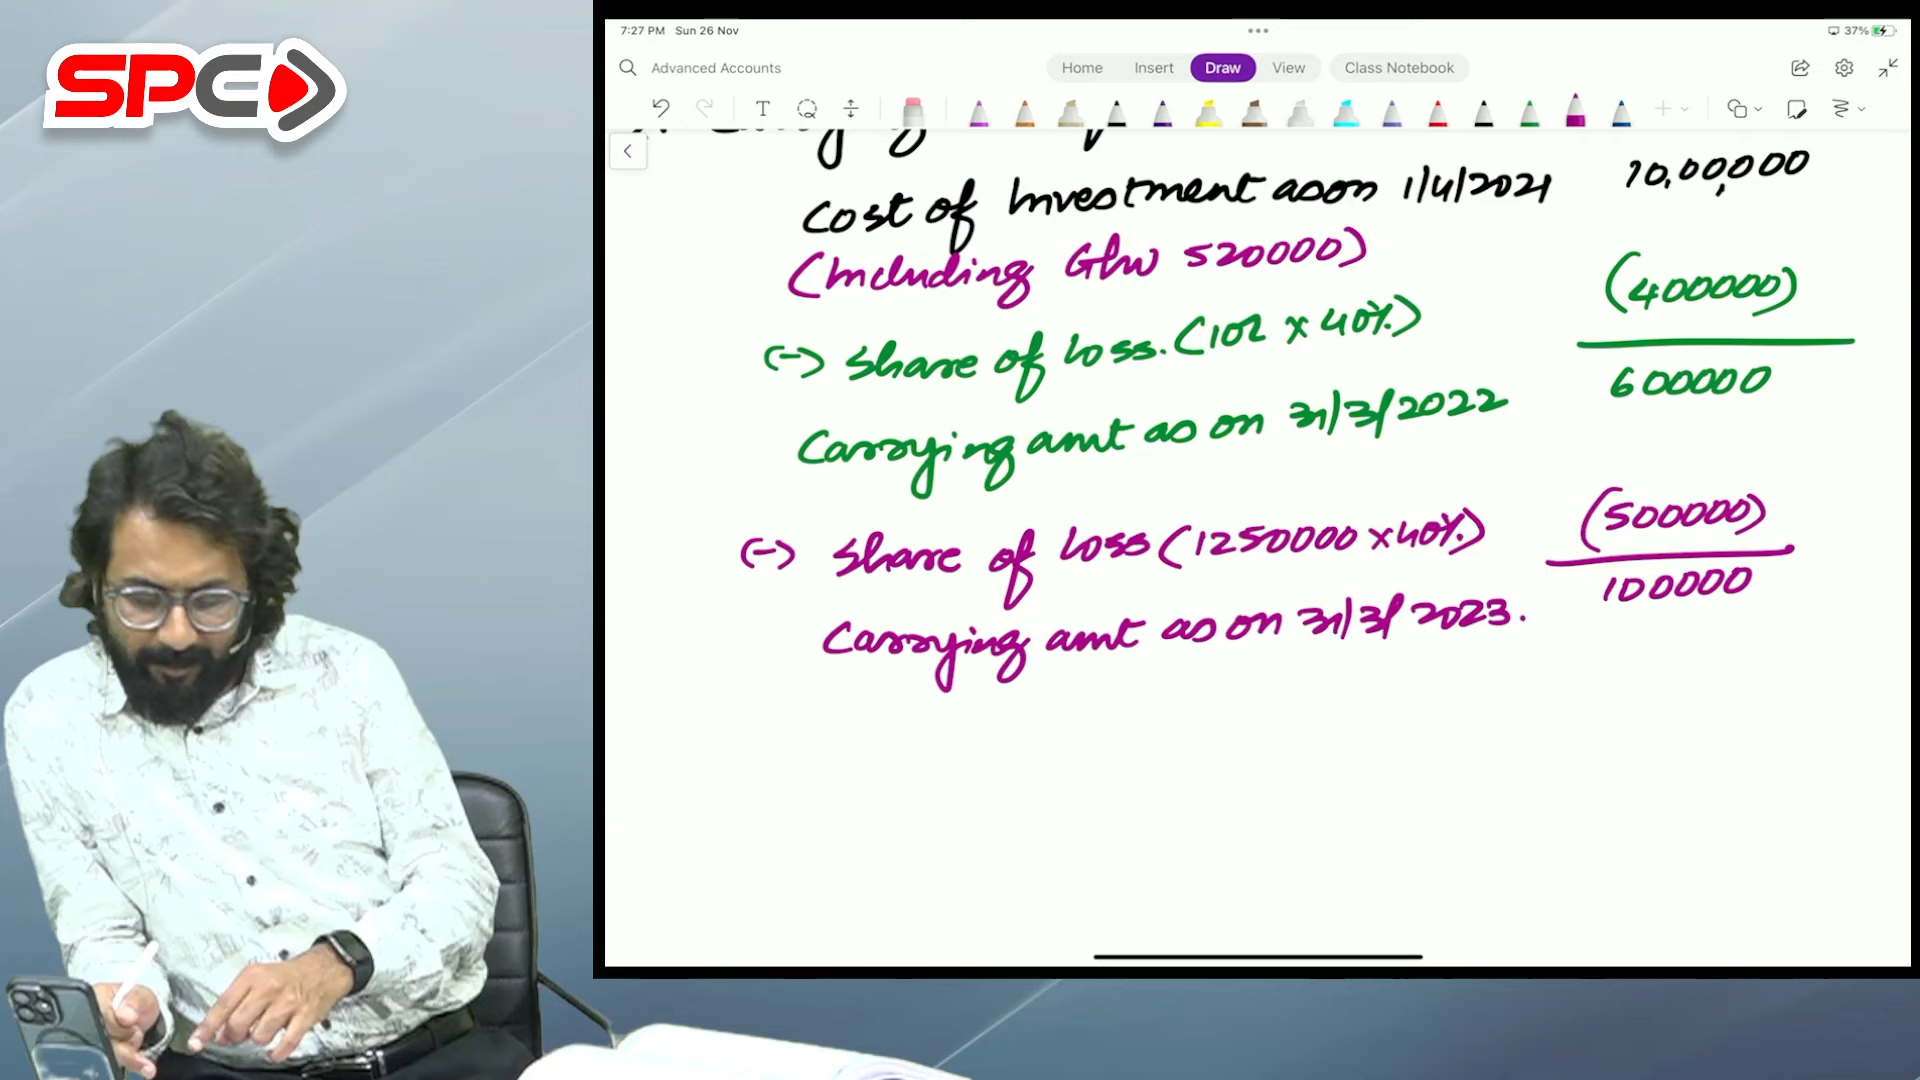 SPE
7:27 PM Sun 26 Nov
37%
Advanced Accounts
Home Insert Draw View Class Notebook
T
Cost of Investment as on 1/4/2021 10,00,000
(Including G/w 520000)
(-) Share of Loss. (10L x 40%) (400000)
Carrying amt as on 31/3/2022 600000
(-) Share of Loss (1250000 x 40%) (500000)
Carrying amt as on 31/3/2023. 100000